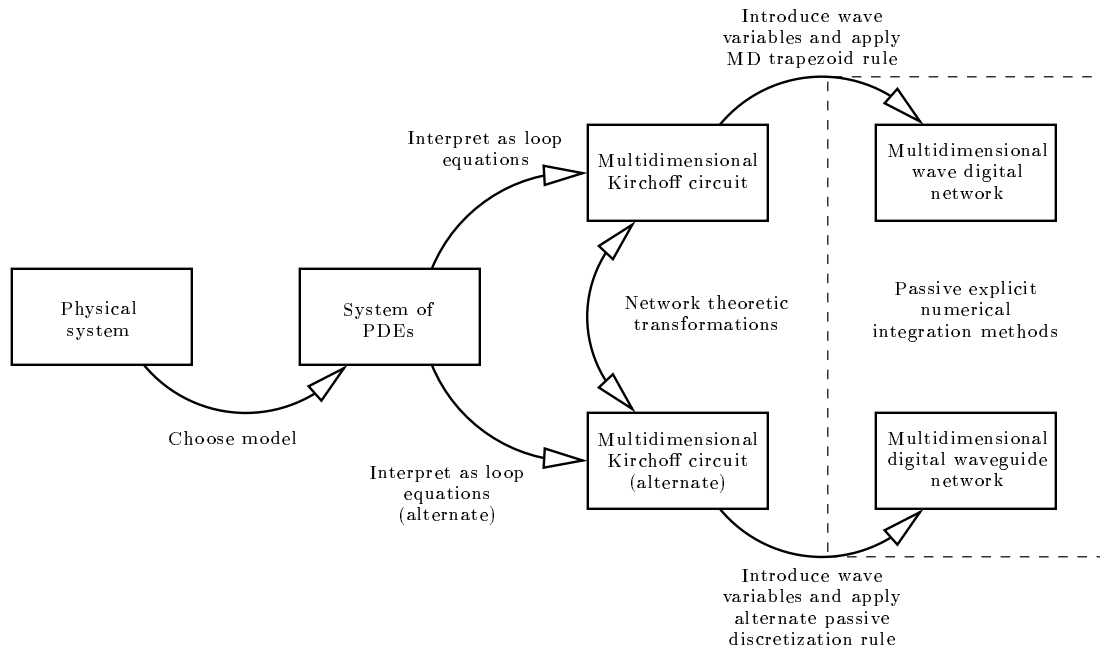 Introduce wave
variables and apply
MD trapezoid rule
Interpret as loop
equations
Multidimensional
Kirchoff circuit
Multidimensional
wave digital
network
Physical
system
System of
PDEs
Network theoretic
transformations
Passive explicit
numerical
integration methods
Choose model
Interpret as loop
equations
(alternate)
Multidimensional
Kirchoff circuit
(alternate)
Multidimensional
digital waveguide
network
Introduce wave
variables and apply
alternate passive
discretization rule